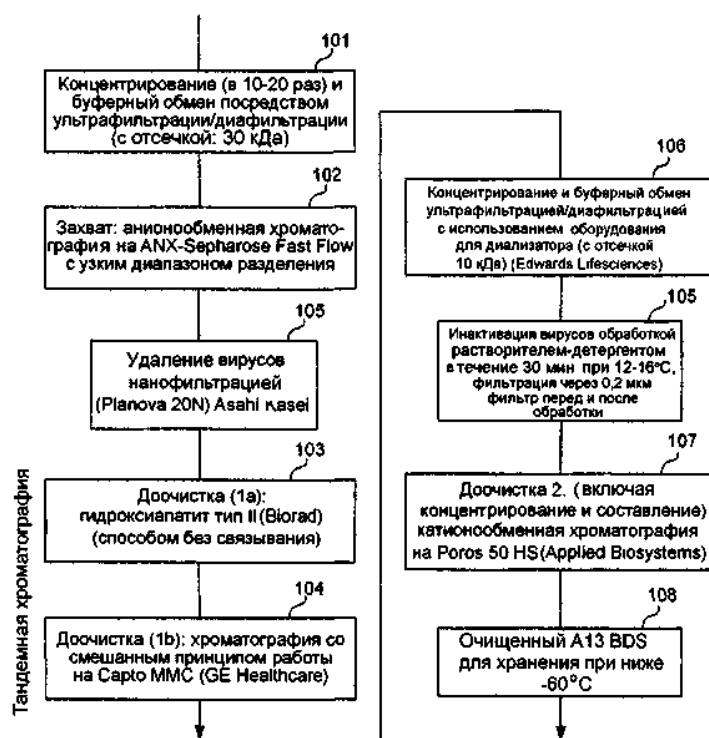 101
Концентрирование (в 10-20 раз) и
буферный обмен посредством
ультрафильтрации/диафильтрации
(с отсечкой: 30 кДа)
102
Захват: анионообменная хромато-
графия на ANX-Sepharose Fast Flow
с узким диапазоном разделения
105
Удаление вирусов
нанофильтрацией
(Planova 20N) Asahi Kasei
Тандемная хроматография
103
Доочистка (1a):
гидроксиапатит тип II (Biorad)
(способом без связывания)
104
Доочистка (1b): хроматография со
смешанным принципом работы
на Capto MMC (GE Healthcare)
106
Концентрирование и буферный обмен
ультрафильтрацией/диафильтрацией
с использованием оборудования
для диализатора (с отсечкой
10 кДа) (Edwards Lifesciences)
105
Инактивация вирусов обработкой
растворителем-детергентом
в течение 30 мин при 12-16°C,
фильтрация через 0,2 мкм
фильтр перед и после
обработки
107
Доочистка 2. (включая
концентрирование и составление)
катионообменная хроматография
на Poros 50 HS (Applied Biosystems)
108
Очищенный A13 BDS
для хранения при ниже
-60°C